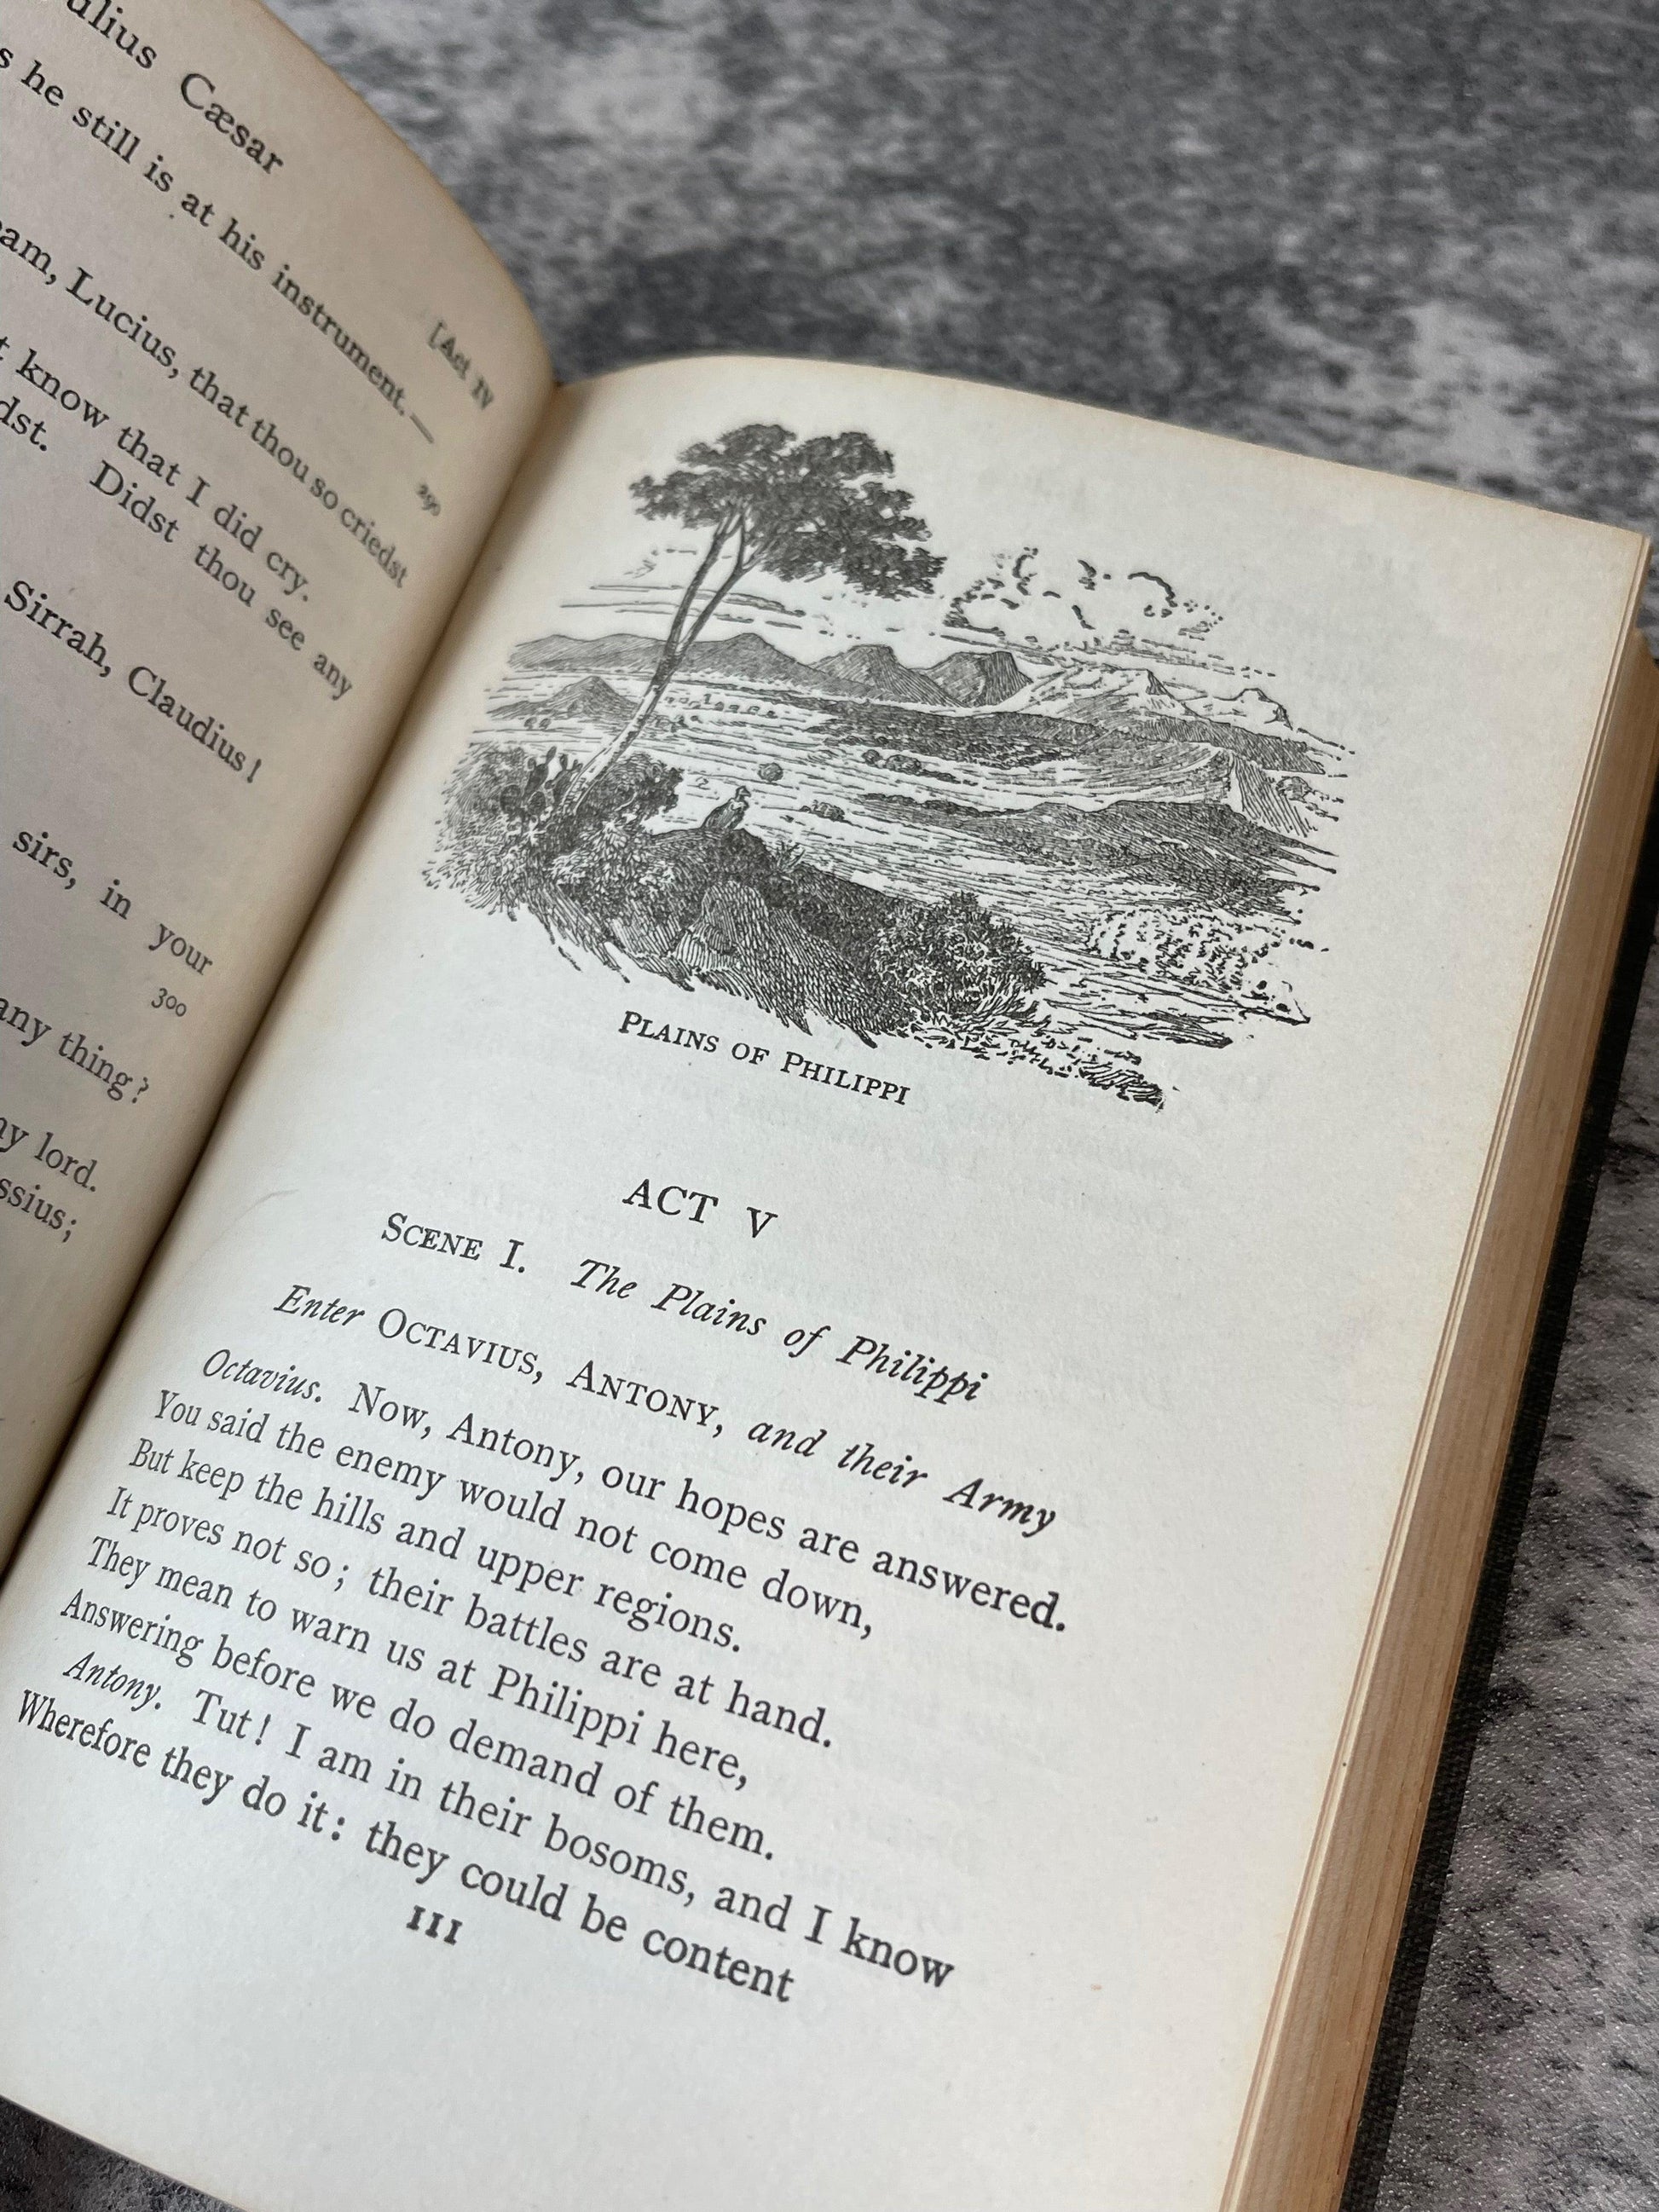 Cæsar
[Act IV
he still is at his instrument.—
290
Lucius, that thou so criedst
know that I did cry.
Didst thou see any
Sirrah, Claudius!
sirs, in your
300
any thing?
lord.
PLAINS OF PHILIPPI
ACT V
SCENE I. The Plains of Philippi
Enter OCTAVIUS, ANTONY, and their Army
Octavius. Now, Antony, our hopes are answered.
You said the enemy would not come down,
But keep the hills and upper regions.
It proves not so; their battles are at hand.
They mean to warn us at Philippi here,
Answering before we do demand of them.
Antony. Tut! I am in their bosoms, and I know
Wherefore they do it: they could be content
111